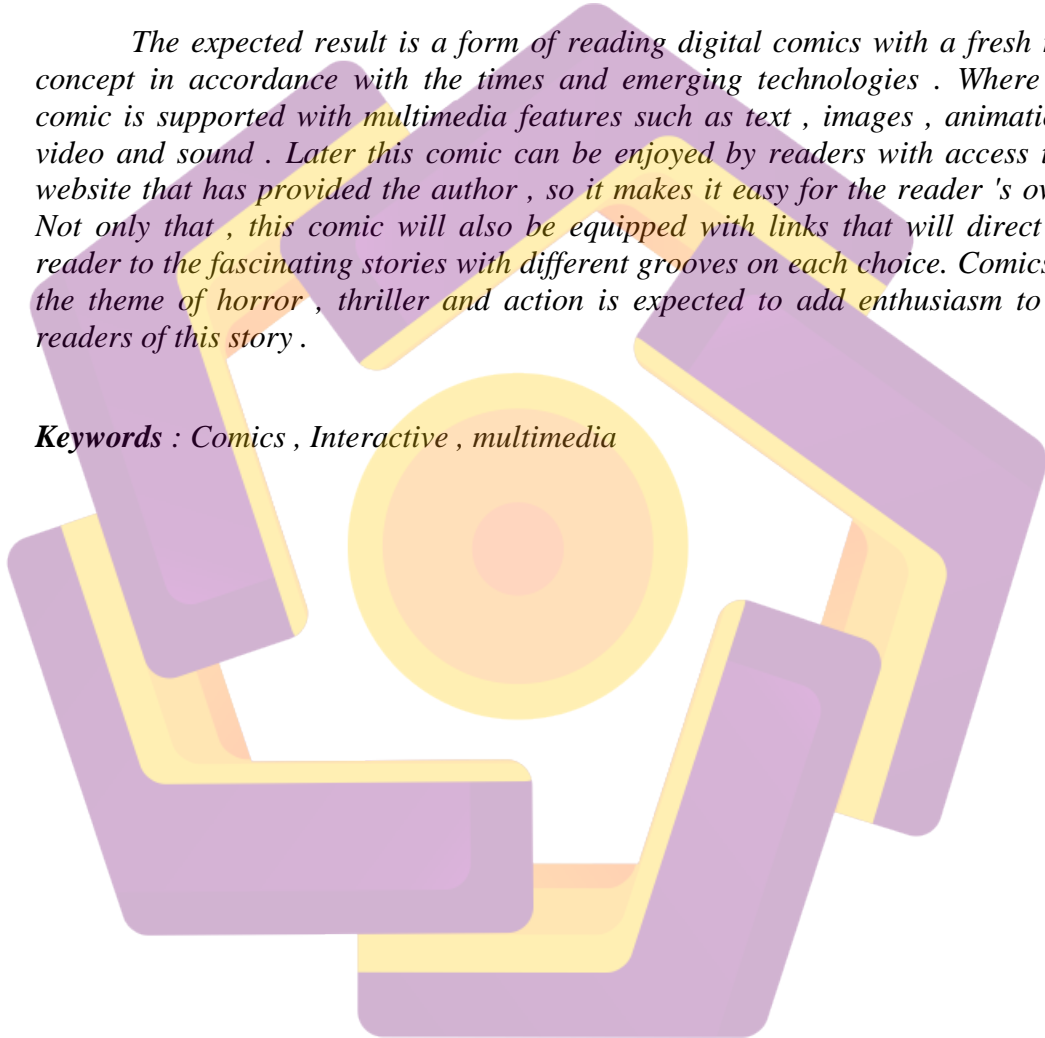 The expected result is a form of reading digital comics with a fresh
concept in accordance with the times and emerging technologies . Where
comic is supported with multimedia features such as text , images ,
video and sound . Later this comic can be enjoyed by readers with access
website that has provided the author , so it makes it easy for the reader 's
Not only that , this comic will also be equipped with links that will direct
reader to the fascinating stories with different grooves on each choice. Comics
the theme of horror , thriller and action is expected to add enthusiasm to
readers of this story .
Keywords : Comics , Interactive , multimedia